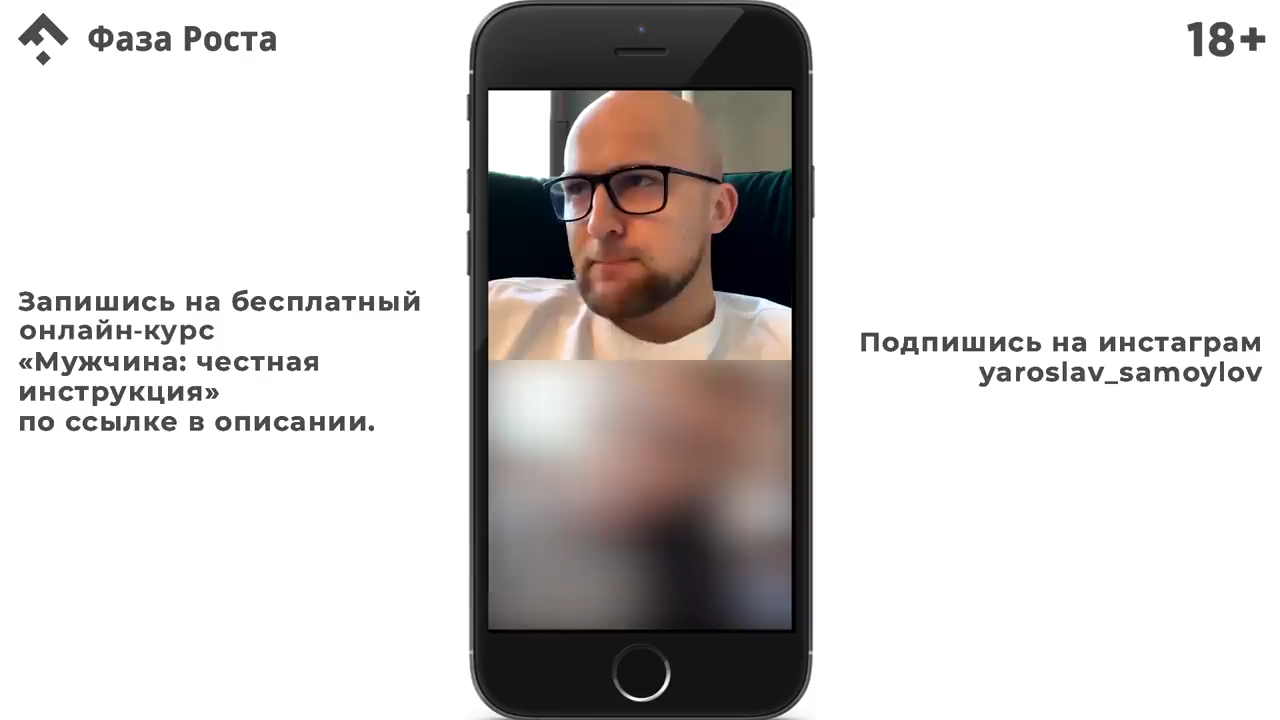 Фаза Роста
18+
Запишись на бесплатный
онлайн-курс
«Мужчина: честная
инструкция»
по ссылке в описании.
Подпишись на инстаграм
yaroslav_samoylov